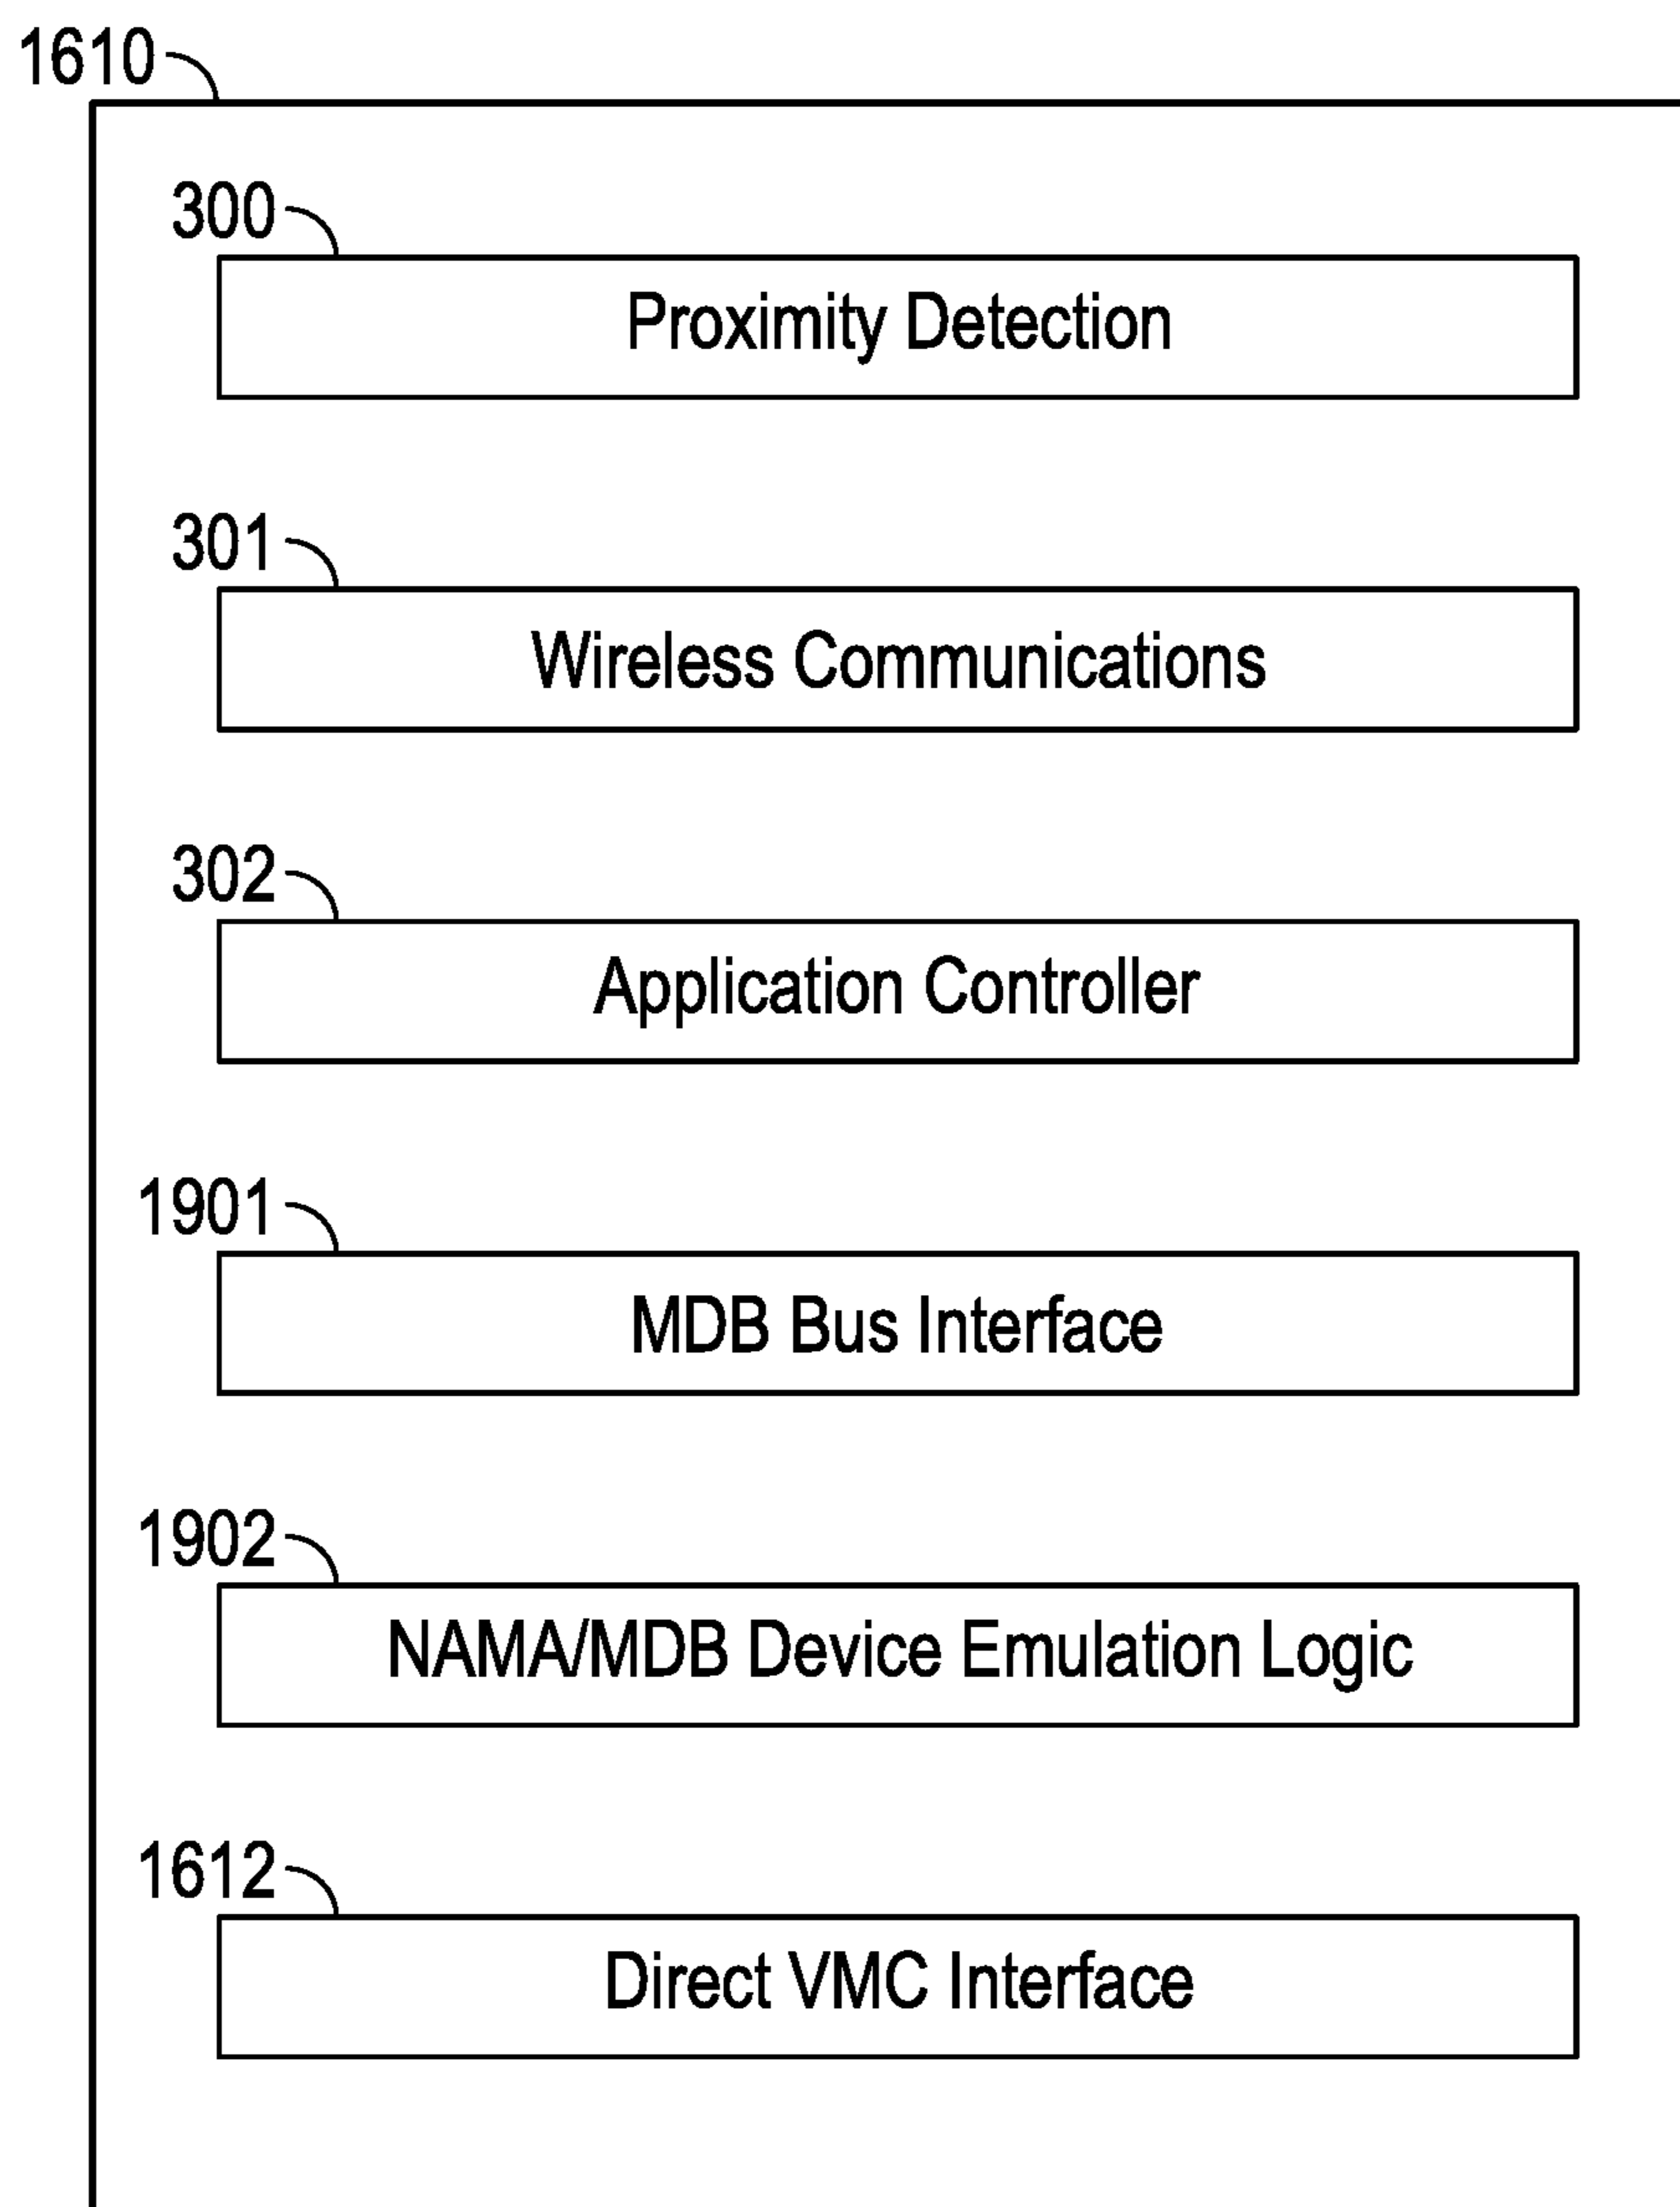 1610
300
Proximity Detection
301
Wireless Communications
302
Application Controller
1901
MDB Bus Interface
1902
NAMA/MDB Device Emulation Logic
1612
Direct VMC Interface